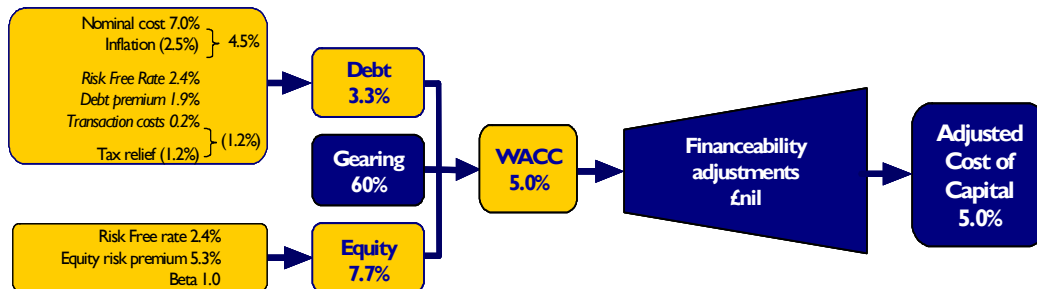 Nominal cost 7.0%
Inflation (2.5%)
4.5%
Risk Free Rate 2.4%
Debt premium 1.9%
Transaction costs 0.2%
(1.2%)
Tax relief (1.2%)
Debt
3.3%
Gearing
60%
WACC
5.0%
Financeability
adjustments
£nil
Adjusted
Cost of
Capital
5.0%
Risk Free rate 2.4%
Equity risk premium 5.3%
Beta 1.0
Equity
7.7%